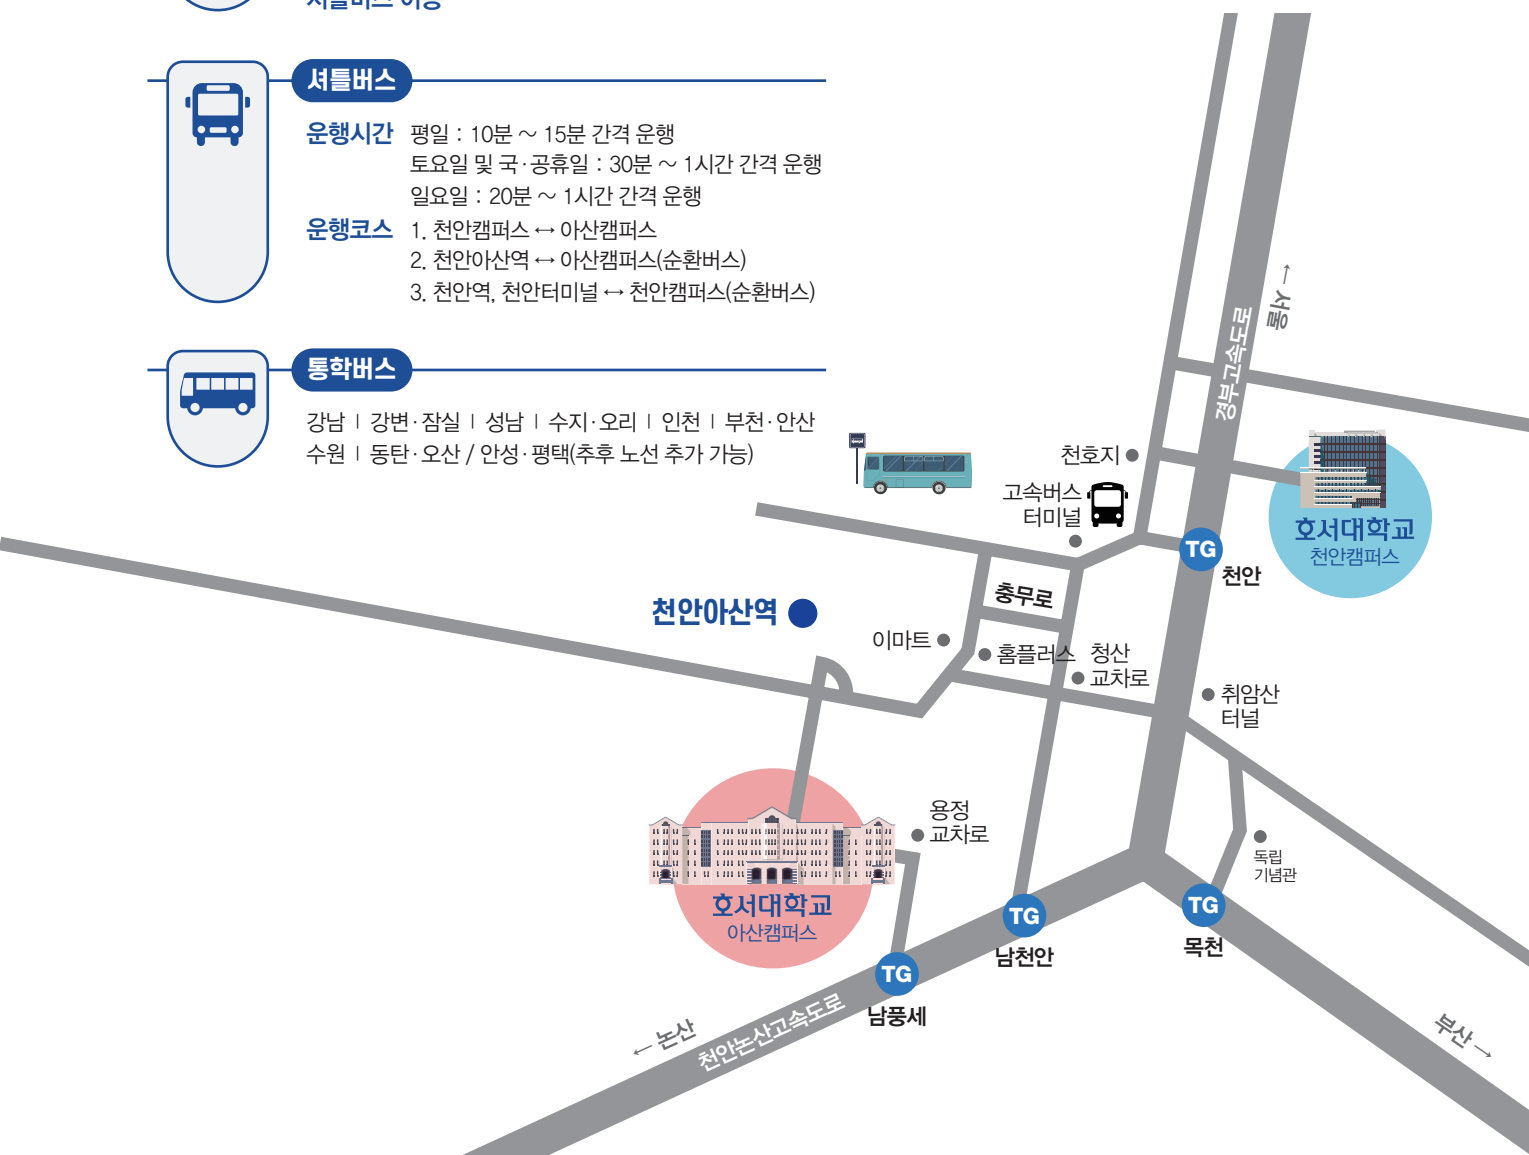 셔틀버스 이용
셔틀버스
운행시간 평일 : 10분 ~ 15분 간격 운행
토요일 및 국·공휴일 : 30분 ~ 1시간 간격 운행
일요일 : 20분 ~ 1시간 간격 운행
운행코스 1. 천안캠퍼스 ↔ 아산캠퍼스
2. 천안아산역 ↔ 아산캠퍼스(순환버스)
3. 천안역, 천안터미널 ↔ 천안캠퍼스(순환버스)
통학버스
강남 | 강변·잠실 | 성남 | 수지·오리 | 인천 | 부천·안산
수원 | 동탄·오산 / 안성·평택(추후 노선 추가 가능)
← 서울
경부고속도로
천호지
고속버스
터미널
호서대학교
천안캠퍼스
TG
천안
충무로
천안아산역
이마트
홈플러스
청산
교차로
취암산
터널
용정
교차로
독립
기념관
호서대학교
아산캠퍼스
TG
남천안
TG
목천
TG
남풍세
← 논산
천안논산고속도로
부산 →